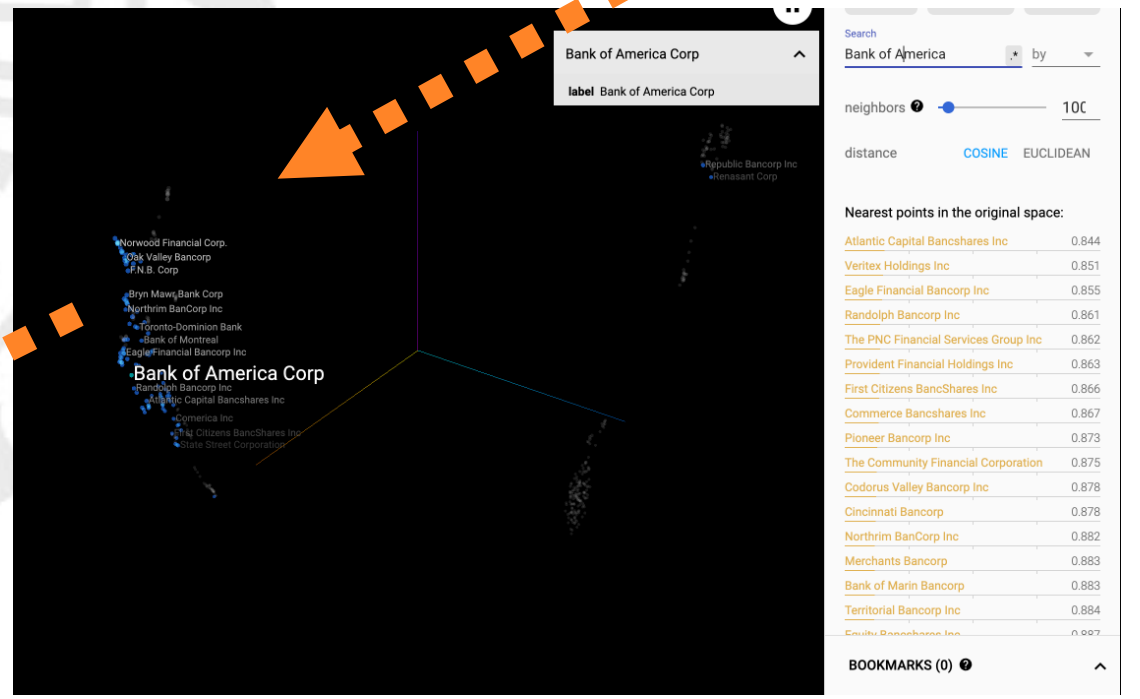 Bank of America Corp
label Bank of America Corp
Republic Bancorp Inc
Renasant Corp
Norwood Financial Corp.
Oak Valley Bancorp
F.N.B. Corp
Bryn Mawr Bank Corp
Northrim BanCorp Inc
Toronto-Dominion Bank
Bank of Montreal
Eagle Financial Bancorp Inc
Bank of America Corp
Randolph Bancorp Inc
Atlantic Capital Bancshares Inc
Comerica Inc
First Citizens BancShares Inc
State Street Corporation
Search
Bank of America .* by
neighbors ? 100
distance COSINE EUCLIDEAN
Nearest points in the original space:
Atlantic Capital Bancshares Inc 0.844
Veritex Holdings Inc 0.851
Eagle Financial Bancorp Inc 0.855
Randolph Bancorp Inc 0.861
The PNC Financial Services Group Inc 0.862
Provident Financial Holdings Inc 0.863
First Citizens BancShares Inc 0.866
Commerce Bancshares Inc 0.867
Pioneer Bancorp Inc 0.873
The Community Financial Corporation 0.875
Codorus Valley Bancorp Inc 0.878
Cincinnati Bancorp 0.878
Northrim BanCorp Inc 0.882
Merchants Bancorp 0.883
Bank of Marin Bancorp 0.883
Territorial Bancorp Inc 0.884
Equity Bancshares Inc 0.887
BOOKMARKS (0) ?